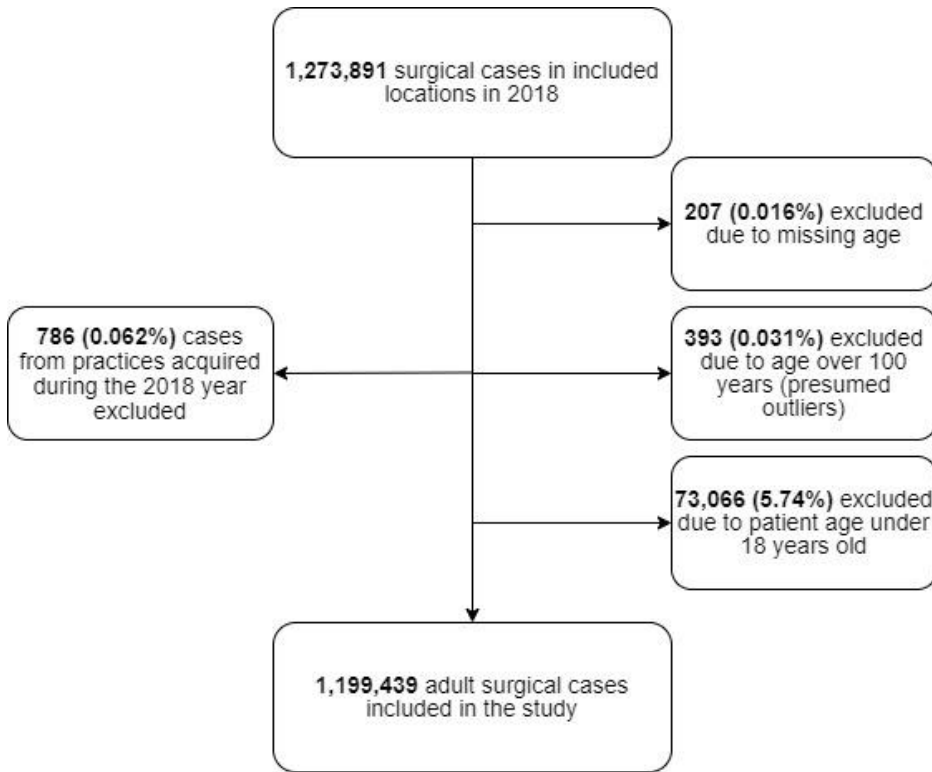 1,273,891 surgical cases in included
locations in 2018
207 (0.016%) excluded
due to missing age
786 (0.062%) cases
from practices acquired
during the 2018 year
excluded
393 (0.031%) excluded
due to age over 100
years (presumed
outliers)
73,066 (5.74%) excluded
due to patient age under
18 years old
1,199,439 adult surgical cases
included in the study